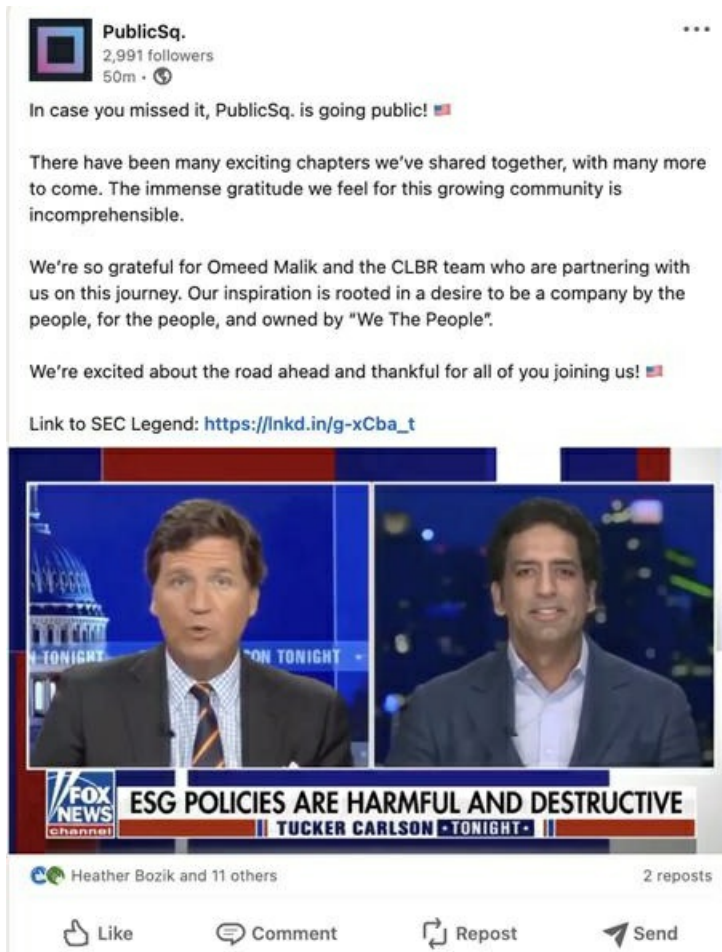 PublicSq.
2,991 followers
50m •
In case you missed it, PublicSq. is going public! 🇺🇸
There have been many exciting chapters we've shared together, with many more
to come. The immense gratitude we feel for this growing community is
incomprehensible.
We're so grateful for Omeed Malik and the CLBR team who are partnering with
us on this journey. Our inspiration is rooted in a desire to be a company by the
people, for the people, and owned by "We The People".
We're excited about the road ahead and thankful for all of you joining us! 🇺🇸
Link to SEC Legend: https://lnkd.in/g-xCba_t
N TONIGHT
ON TONIGHT
FOX
NEWS
channel
ESG POLICIES ARE HARMFUL AND DESTRUCTIVE
TUCKER CARLSON • TONIGHT •
Heather Bozik and 11 others
2 reposts
Like
Comment
Repost
Send